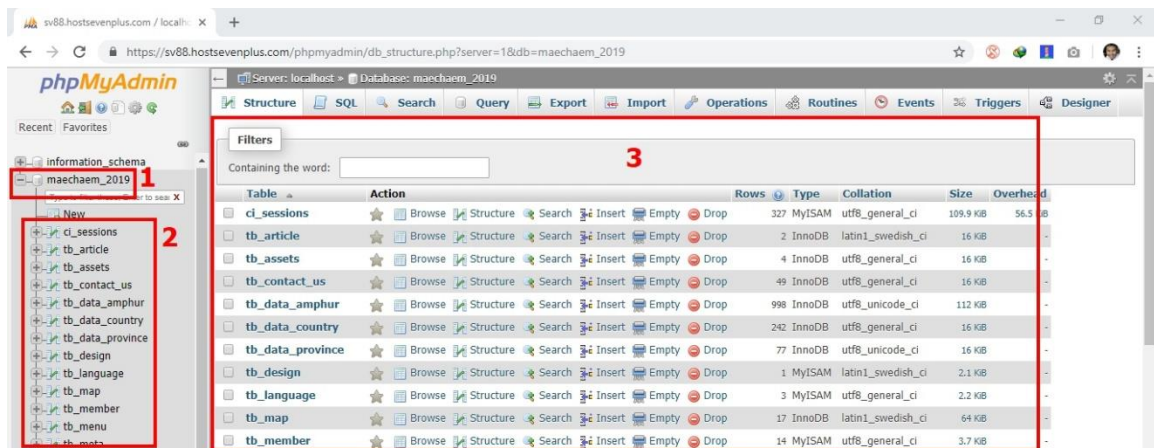 sv88.hostsevenplus.com / localh
https://sv88.hostsevenplus.com/phpmyadmin/db_structure.php?server=1&db=maechaem_2019
phpMyAdmin
Recent Favorites
information_schema
maechaem_2019
1
X
New
ci_sessions
2
tb_article
tb_assets
tb_contact_us
tb_data_amphur
tb_data_country
tb_data_province
tb_design
tb_language
tb_map
tb_member
tb_menu
tb_meta
Server: localhost » Database: maechaem_2019
Structure SQL Search Query Export Import Operations Routines Events Triggers Designer
Filters
Containing the word:
3
Table Action Rows Type Collation Size Overhead
ci_sessions Browse Structure Search Insert Empty Drop 327 MyISAM utf8_general_ci 109.9 KiB 56.5
tb_article Browse Structure Search Insert Empty Drop 2 InnoDB latin1_swedish_ci 16 KiB -
tb_assets Browse Structure Search Insert Empty Drop 4 InnoDB utf8_general_ci 16 KiB -
tb_contact_us Browse Structure Search Insert Empty Drop 49 InnoDB utf8_general_ci 16 KiB -
tb_data_amphur Browse Structure Search Insert Empty Drop 998 InnoDB utf8_unicode_ci 112 KiB -
tb_data_country Browse Structure Search Insert Empty Drop 242 InnoDB utf8_general_ci 16 KiB -
tb_data_province Browse Structure Search Insert Empty Drop 77 InnoDB utf8_unicode_ci 16 KiB -
tb_design Browse Structure Search Insert Empty Drop 1 MyISAM latin1_swedish_ci 2.1 KiB -
tb_language Browse Structure Search Insert Empty Drop 3 MyISAM utf8_general_ci 2.2 KiB -
tb_map Browse Structure Search Insert Empty Drop 17 InnoDB latin1_swedish_ci 64 KiB -
tb_member Browse Structure Search Insert Empty Drop 14 MyISAM utf8_general_ci 3.7 KiB -